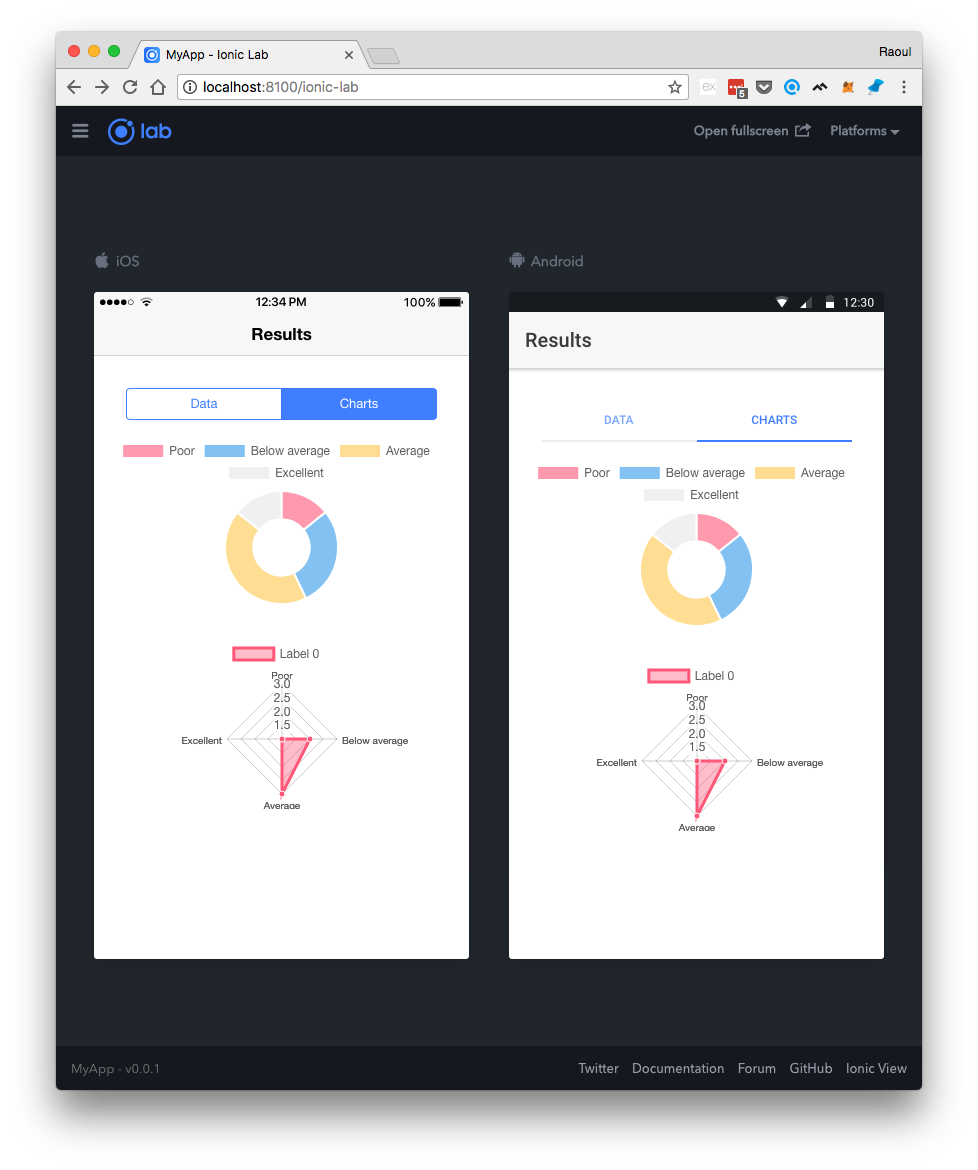 MyApp - Ionic Lab
Raoul
localhost:8100/ionic-lab
ex
5
lab
Open fullscreen
Platforms
iOS
Android
12:34 PM
100%
Results
Data
Charts
Poor
Below average
Average
Excellent
Label 0
Poor
3.0
2.5
2.0
1.5
Excellent
Below average
Average
12:30
Results
DATA
CHARTS
Poor
Below average
Average
Excellent
Label 0
Poor
3.0
2.5
2.0
1.5
Excellent
Below average
Average
MyApp - v0.0.1
Twitter
Documentation
Forum
GitHub
Ionic View